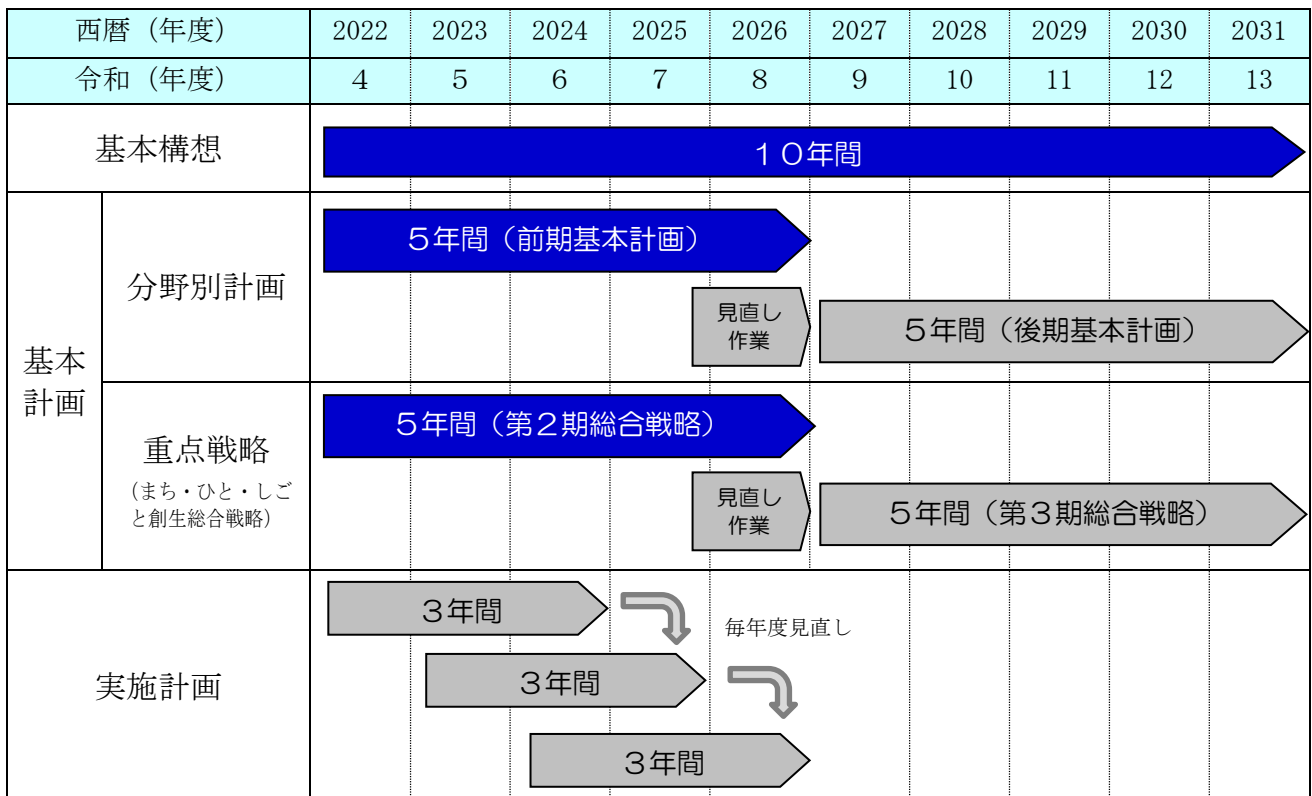 西暦（年度） 2022 2023 2024 2025 2026 2027 2028 2029 2030 2031
令和（年度） 4 5 6 7 8 9 10 11 12 13
基本構想
１０年間
基本
計画
分野別計画
５年間（前期基本計画）
見直し
作業
５年間（後期基本計画）
重点戦略
（まち・ひと・しご
と創生総合戦略）
５年間（第２期総合戦略）
見直し
作業
５年間（第３期総合戦略）
実施計画
３年間
毎年度見直し
３年間
３年間